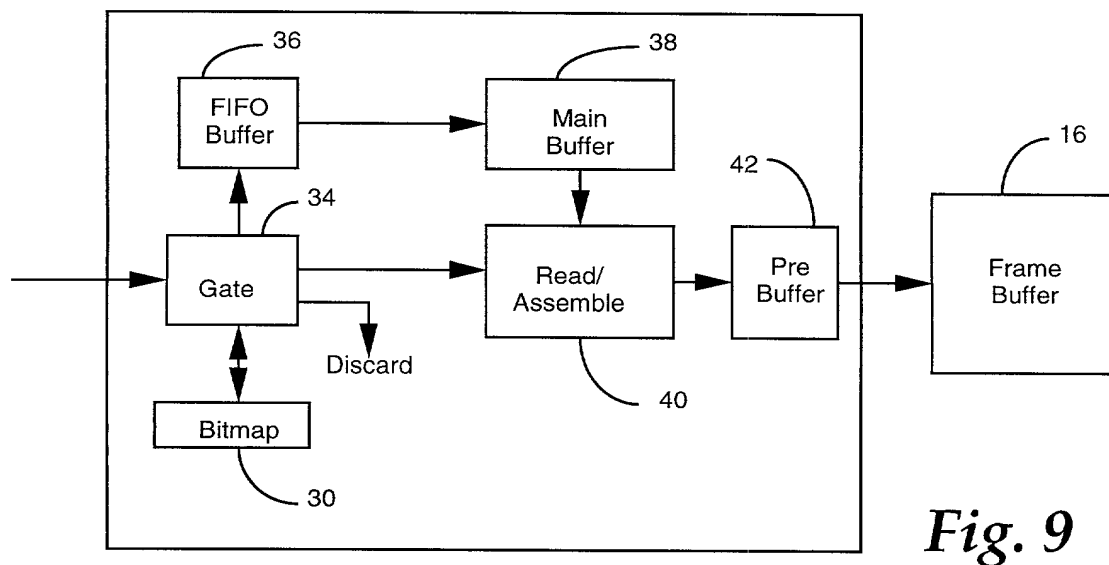 36
38
FIFO
Buffer
Main
Buffer
16
42
34
Gate
Read/
Assemble
Pre
Buffer
Frame
Buffer
Discard
40
Bitmap
30
Fig. 9